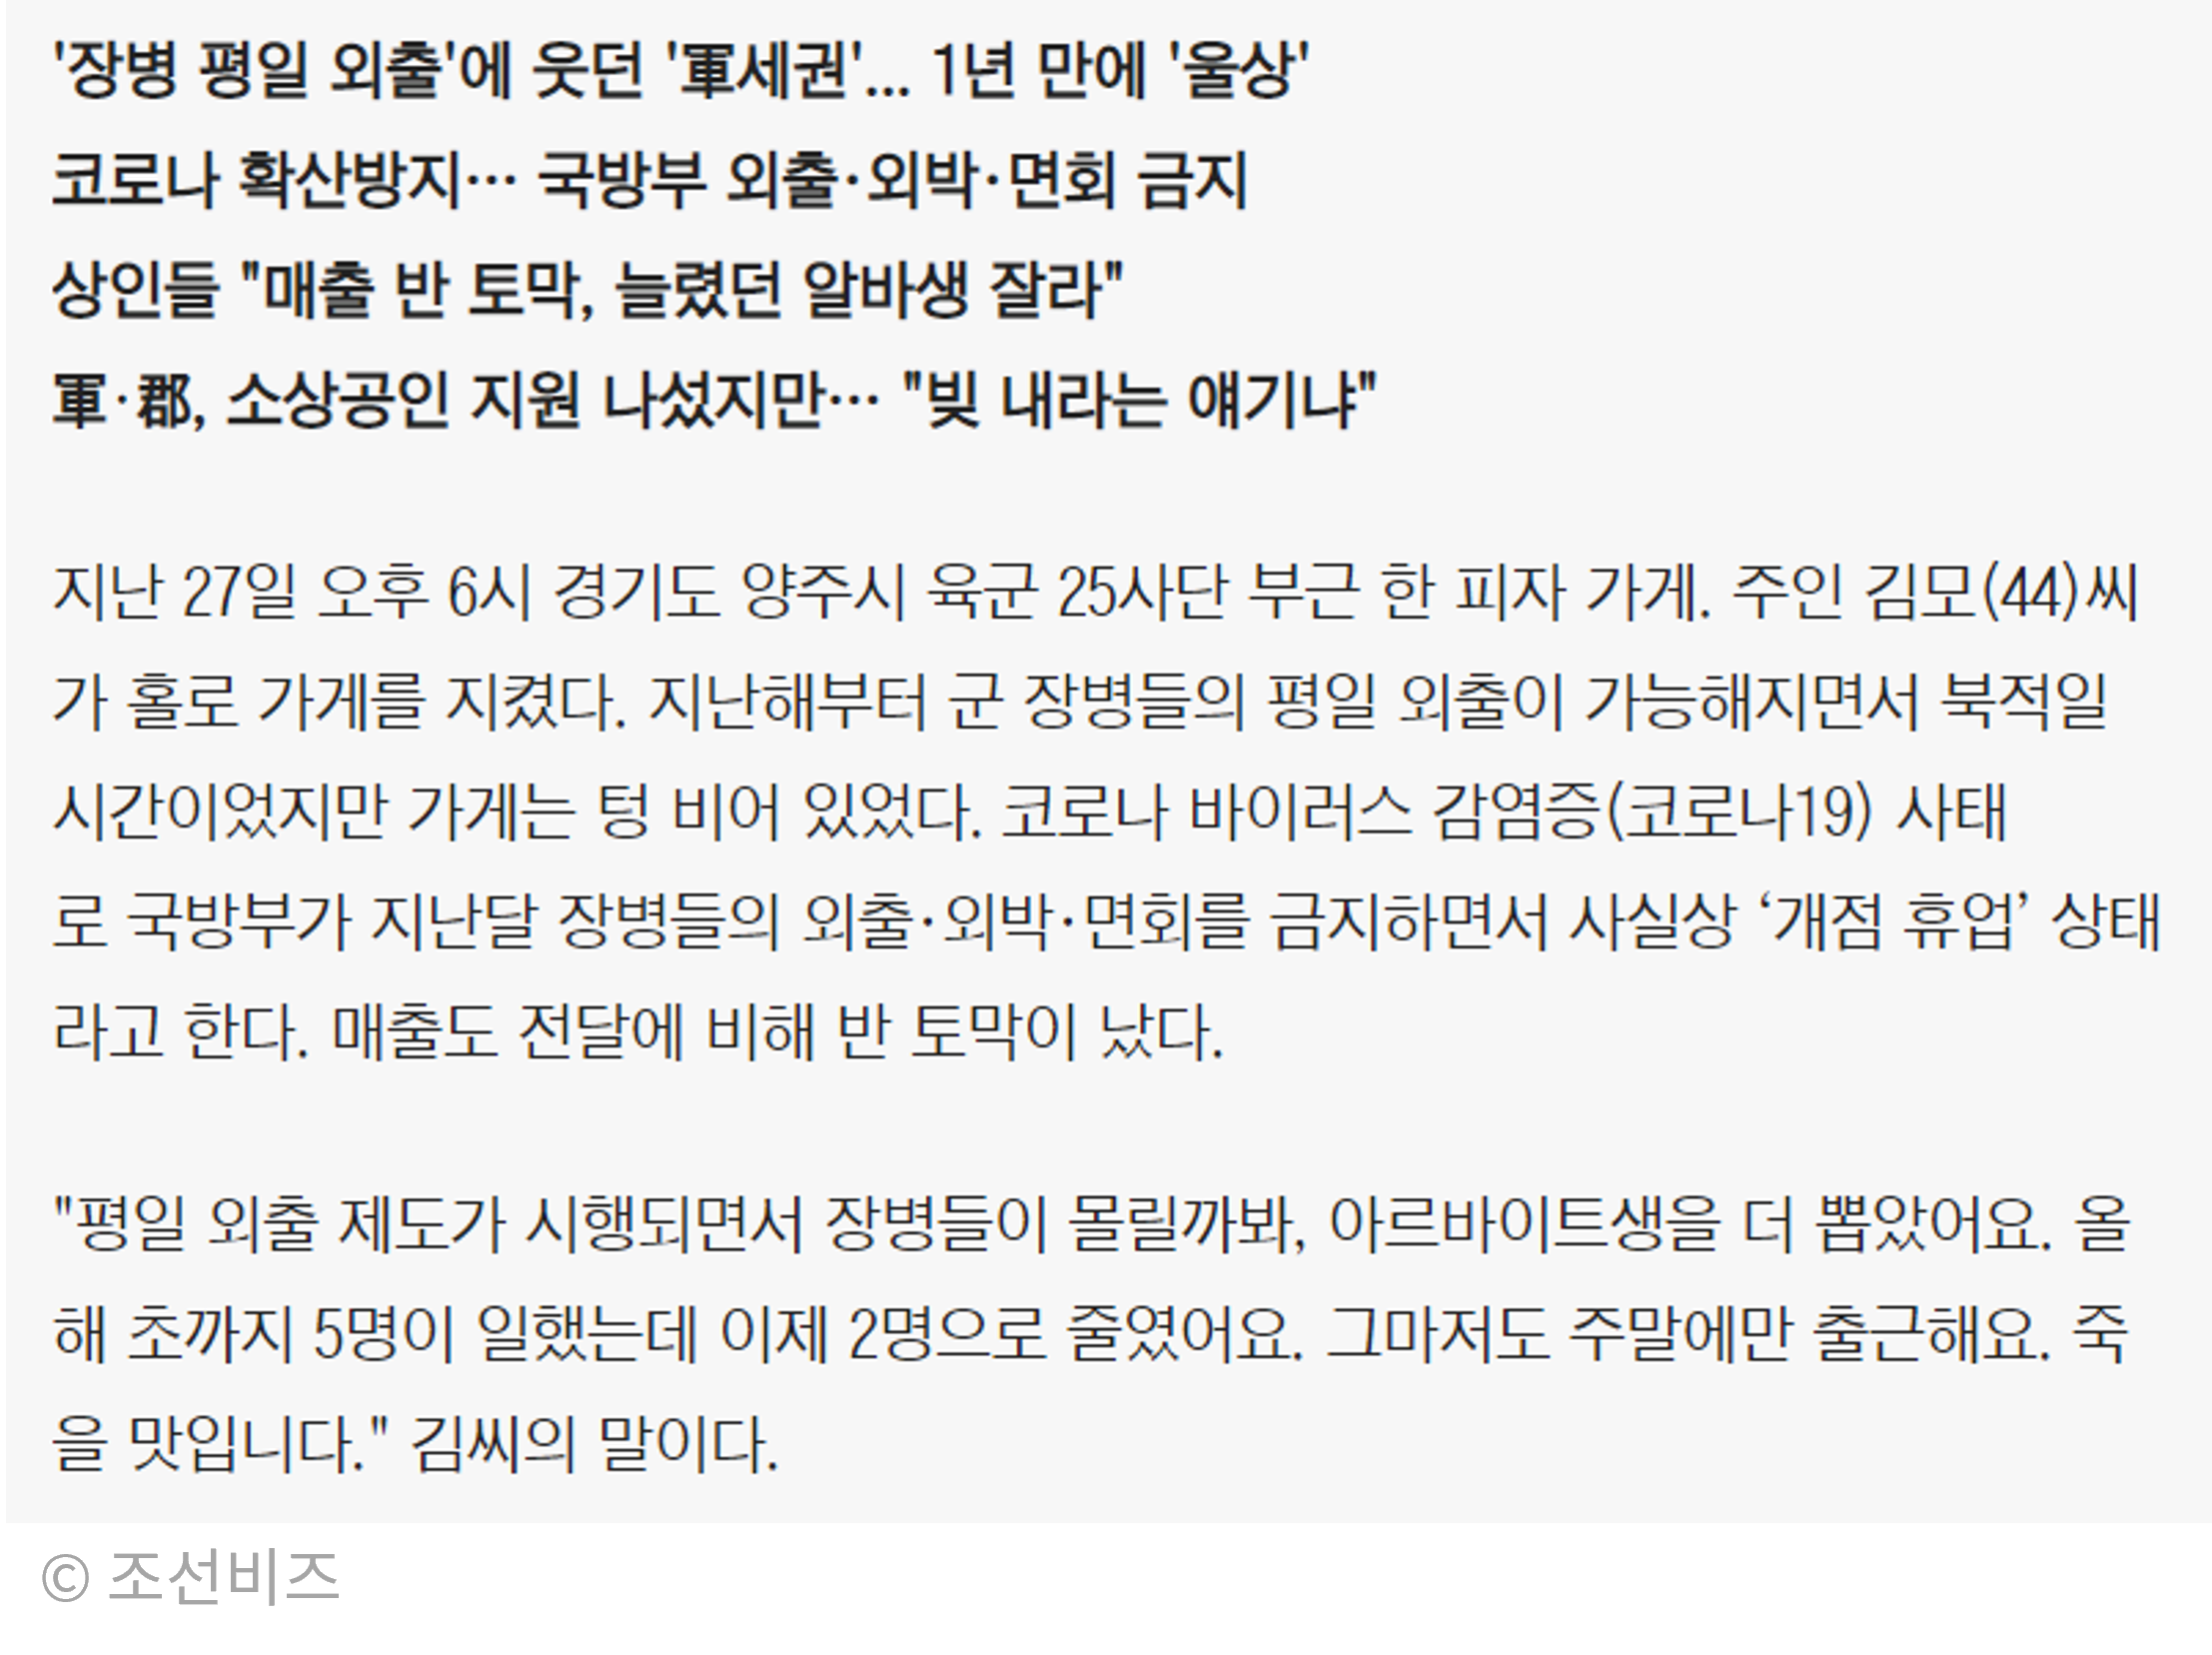 '장병 평일 외출'에 웃던 '軍세권'... 1년 만에 '울상'
코로나 확산방지… 국방부 외출·외박·면회 금지
상인들 "매출 반 토막, 늘렸던 알바생 잘라"
軍·郡, 소상공인 지원 나섰지만… "빚 내라는 얘기냐"
지난 27일 오후 6시 경기도 양주시 육군 25사단 부근 한 피자 가게. 주인 김모(44)씨
가 홀로 가게를 지켰다. 지난해부터 군 장병들의 평일 외출이 가능해지면서 북적일
시간이었지만 가게는 텅 비어 있었다. 코로나 바이러스 감염증(코로나19) 사태
로 국방부가 지난달 장병들의 외출·외박·면회를 금지하면서 사실상 ‘개점 휴업’ 상태
라고 한다. 매출도 전달에 비해 반 토막이 났다.
"평일 외출 제도가 시행되면서 장병들이 몰릴까봐, 아르바이트생을 더 뽑았어요. 올
해 초까지 5명이 일했는데 이제 2명으로 줄였어요. 그마저도 주말에만 출근해요. 죽
을 맛입니다." 김씨의 말이다.
© 조선비즈